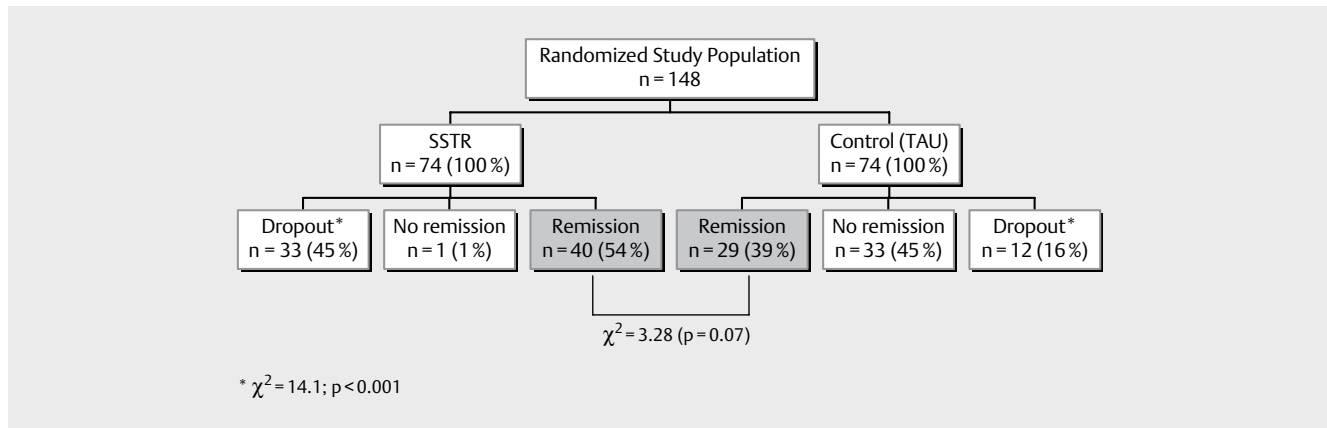 Randomized Study Population
n = 148
SSTR
n = 74 (100 %)
Control (TAU)
n = 74 (100 %)
Dropout*
n = 33 (45 %)
No remission
n = 1 (1 %)
Remission
n = 40 (54 %)
Remission
n = 29 (39 %)
No remission
n = 33 (45 %)
Dropout*
n = 12 (16 %)
χ² = 3.28 (p = 0.07)
* χ² = 14.1; p < 0.001